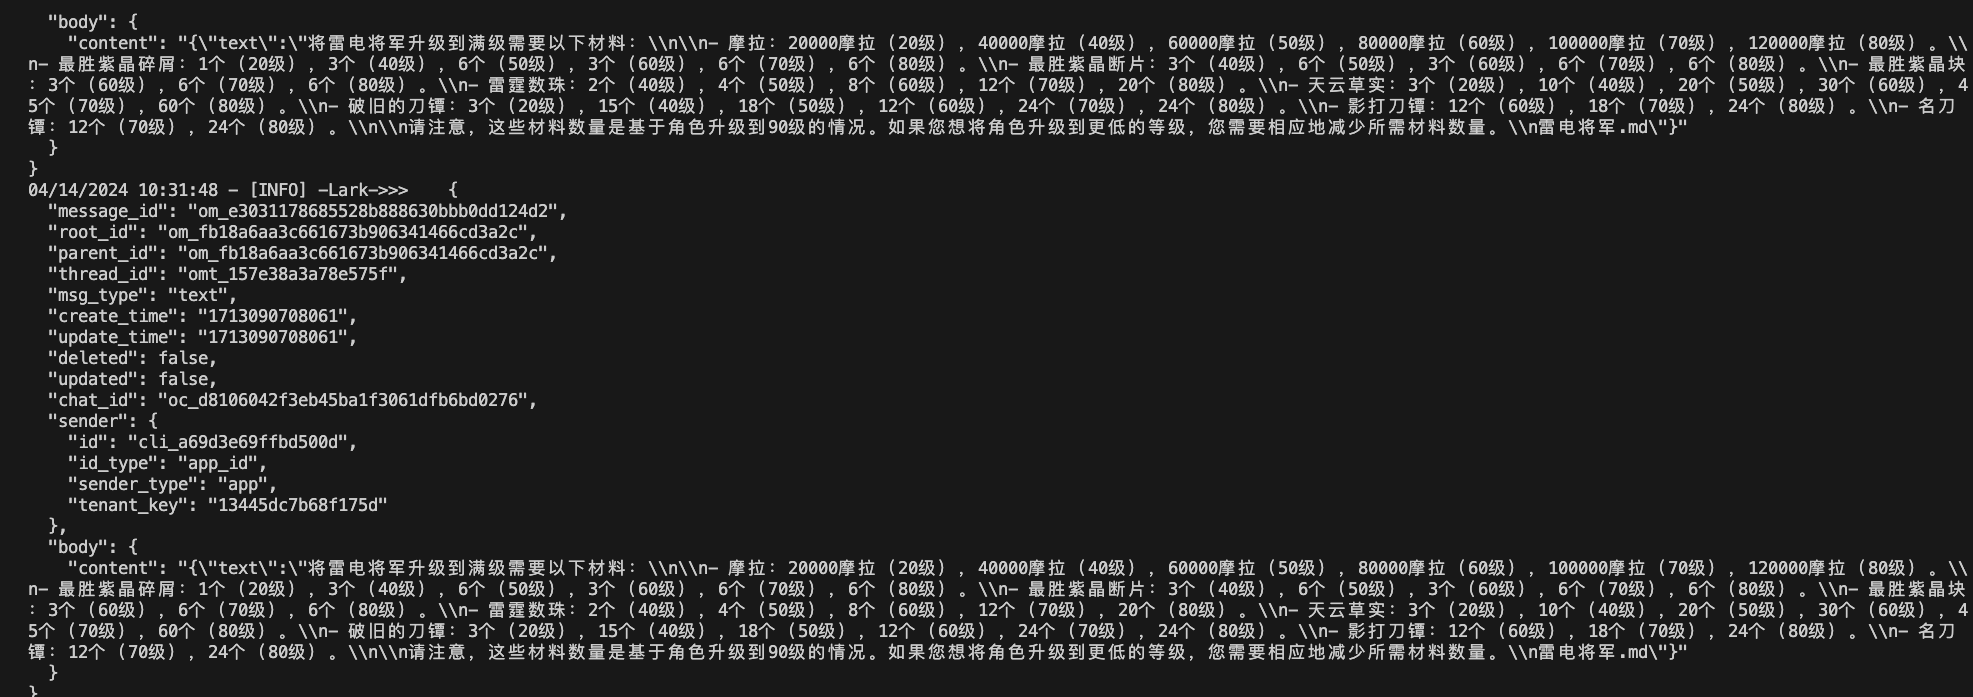 "body": {
"content": "{\"text\":\"将雷电将军升级到满级需要以下材料：\\n\\n- 摩拉：20000摩拉（20级），40000摩拉（40级），60000摩拉（50级），80000摩拉（60级），100000摩拉（70级），120000摩拉（80级）。\\
n- 最胜紫晶碎屑：1个（20级），3个（40级），6个（50级），3个（60级），6个（70级），6个（80级）。\\n- 最胜紫晶断片：3个（40级），6个（50级），3个（60级），6个（70级），6个（80级）。\\n- 最胜紫晶块
：3个（60级），6个（70级），6个（80级）。\\n- 雷霆数珠：2个（40级），4个（50级），8个（60级），12个（70级），20个（80级）。\\n- 天云草实：3个（20级），10个（40级），20个（50级），30个（60级），4
5个（70级），60个（80级）。\\n- 破旧的刀镡：3个（20级），15个（40级），18个（50级），12个（60级），24个（70级），24个（80级）。\\n- 影打刀镡：12个（60级），18个（70级），24个（80级）。\\n- 名刀
镡：12个（70级），24个（80级）。\\n\\n请注意，这些材料数量是基于角色升级到90级的情况。如果您想将角色升级到更低的等级，您需要相应地减少所需材料数量。\\n雷电将军.md\"}"
}
}
04/14/2024 10:31:48 - [INFO] -Lark->>> {
"message_id": "om_e3031178685528b888630bbb0dd124d2",
"root_id": "om_fb18a6aa3c661673b906341466cd3a2c",
"parent_id": "om_fb18a6aa3c661673b906341466cd3a2c",
"thread_id": "omt_157e38a3a78e575f",
"msg_type": "text",
"create_time": "1713090708061",
"update_time": "1713090708061",
"deleted": false,
"updated": false,
"chat_id": "oc_d8106042f3eb45ba1f3061dfb6bd0276",
"sender": {
"id": "cli_a69d3e69ffbd500d",
"id_type": "app_id",
"sender_type": "app",
"tenant_key": "13445dc7b68f175d"
},
"body": {
"content": "{\"text\":\"将雷电将军升级到满级需要以下材料：\\n\\n- 摩拉：20000摩拉（20级），40000摩拉（40级），60000摩拉（50级），80000摩拉（60级），100000摩拉（70级），120000摩拉（80级）。\\
n- 最胜紫晶碎屑：1个（20级），3个（40级），6个（50级），3个（60级），6个（70级），6个（80级）。\\n- 最胜紫晶断片：3个（40级），6个（50级），3个（60级），6个（70级），6个（80级）。\\n- 最胜紫晶块
：3个（60级），6个（70级），6个（80级）。\\n- 雷霆数珠：2个（40级），4个（50级），8个（60级），12个（70级），20个（80级）。\\n- 天云草实：3个（20级），10个（40级），20个（50级），30个（60级），4
5个（70级），60个（80级）。\\n- 破旧的刀镡：3个（20级），15个（40级），18个（50级），12个（60级），24个（70级），24个（80级）。\\n- 影打刀镡：12个（60级），18个（70级），24个（80级）。\\n- 名刀
镡：12个（70级），24个（80级）。\\n\\n请注意，这些材料数量是基于角色升级到90级的情况。如果您想将角色升级到更低的等级，您需要相应地减少所需材料数量。\\n雷电将军.md\"}"
}
}